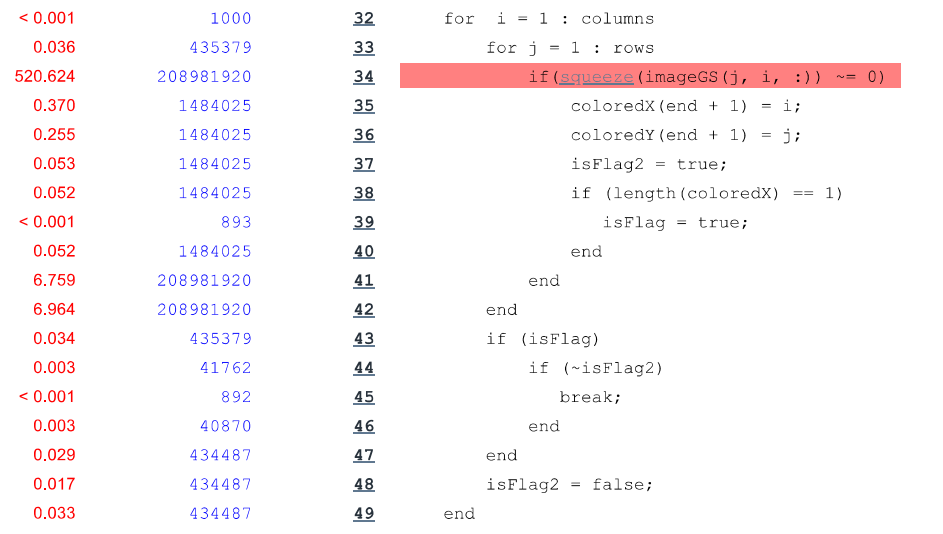 < 0.001 1000 32 for i = 1 : columns
0.036 435379 33 for j = 1 : rows
520.624 208981920 34 if(squeeze(imageGS(j, i, :)) ~= 0)
0.370 1484025 35 coloredX(end + 1) = i;
0.255 1484025 36 coloredY(end + 1) = j;
0.053 1484025 37 isFlag2 = true;
0.052 1484025 38 if (length(coloredX) == 1)
< 0.001 893 39 isFlag = true;
0.052 1484025 40 end
6.759 208981920 41 end
6.964 208981920 42 end
0.034 435379 43 if (isFlag)
0.003 41762 44 if (~isFlag2)
< 0.001 892 45 break;
0.003 40870 46 end
0.029 434487 47 end
0.017 434487 48 isFlag2 = false;
0.033 434487 49 end